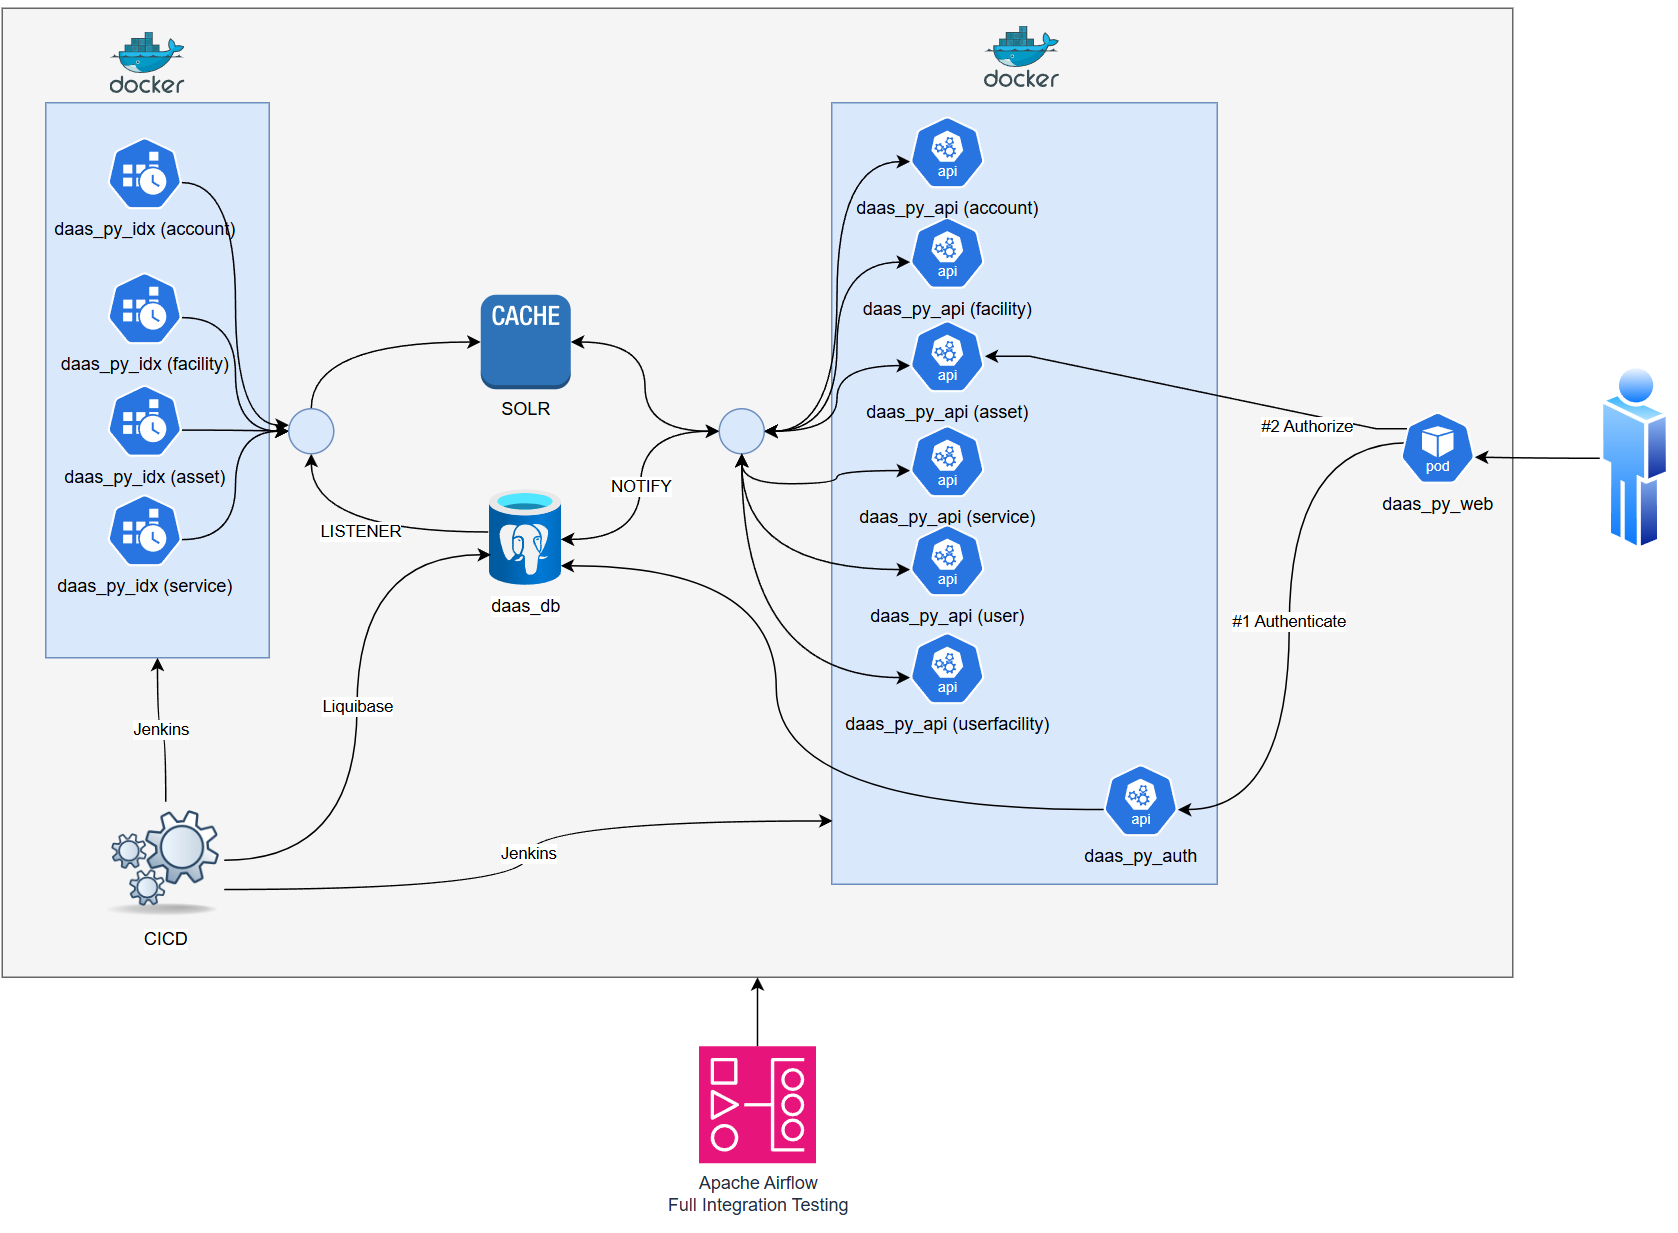 docker
docker
daas_py_idx (account)
daas_py_idx (facility)
daas_py_idx (asset)
daas_py_idx (service)
CACHE
SOLR
NOTIFY
LISTENER
daas_db
api
daas_py_api (account)
api
daas_py_api (facility)
api
daas_py_api (asset)
api
daas_py_api (service)
api
daas_py_api (user)
api
daas_py_api (userfacility)
api
daas_py_auth
#2 Authorize
pod
daas_py_web
#1 Authenticate
Liquibase
Jenkins
Jenkins
CICD
Apache Airflow
Full Integration Testing